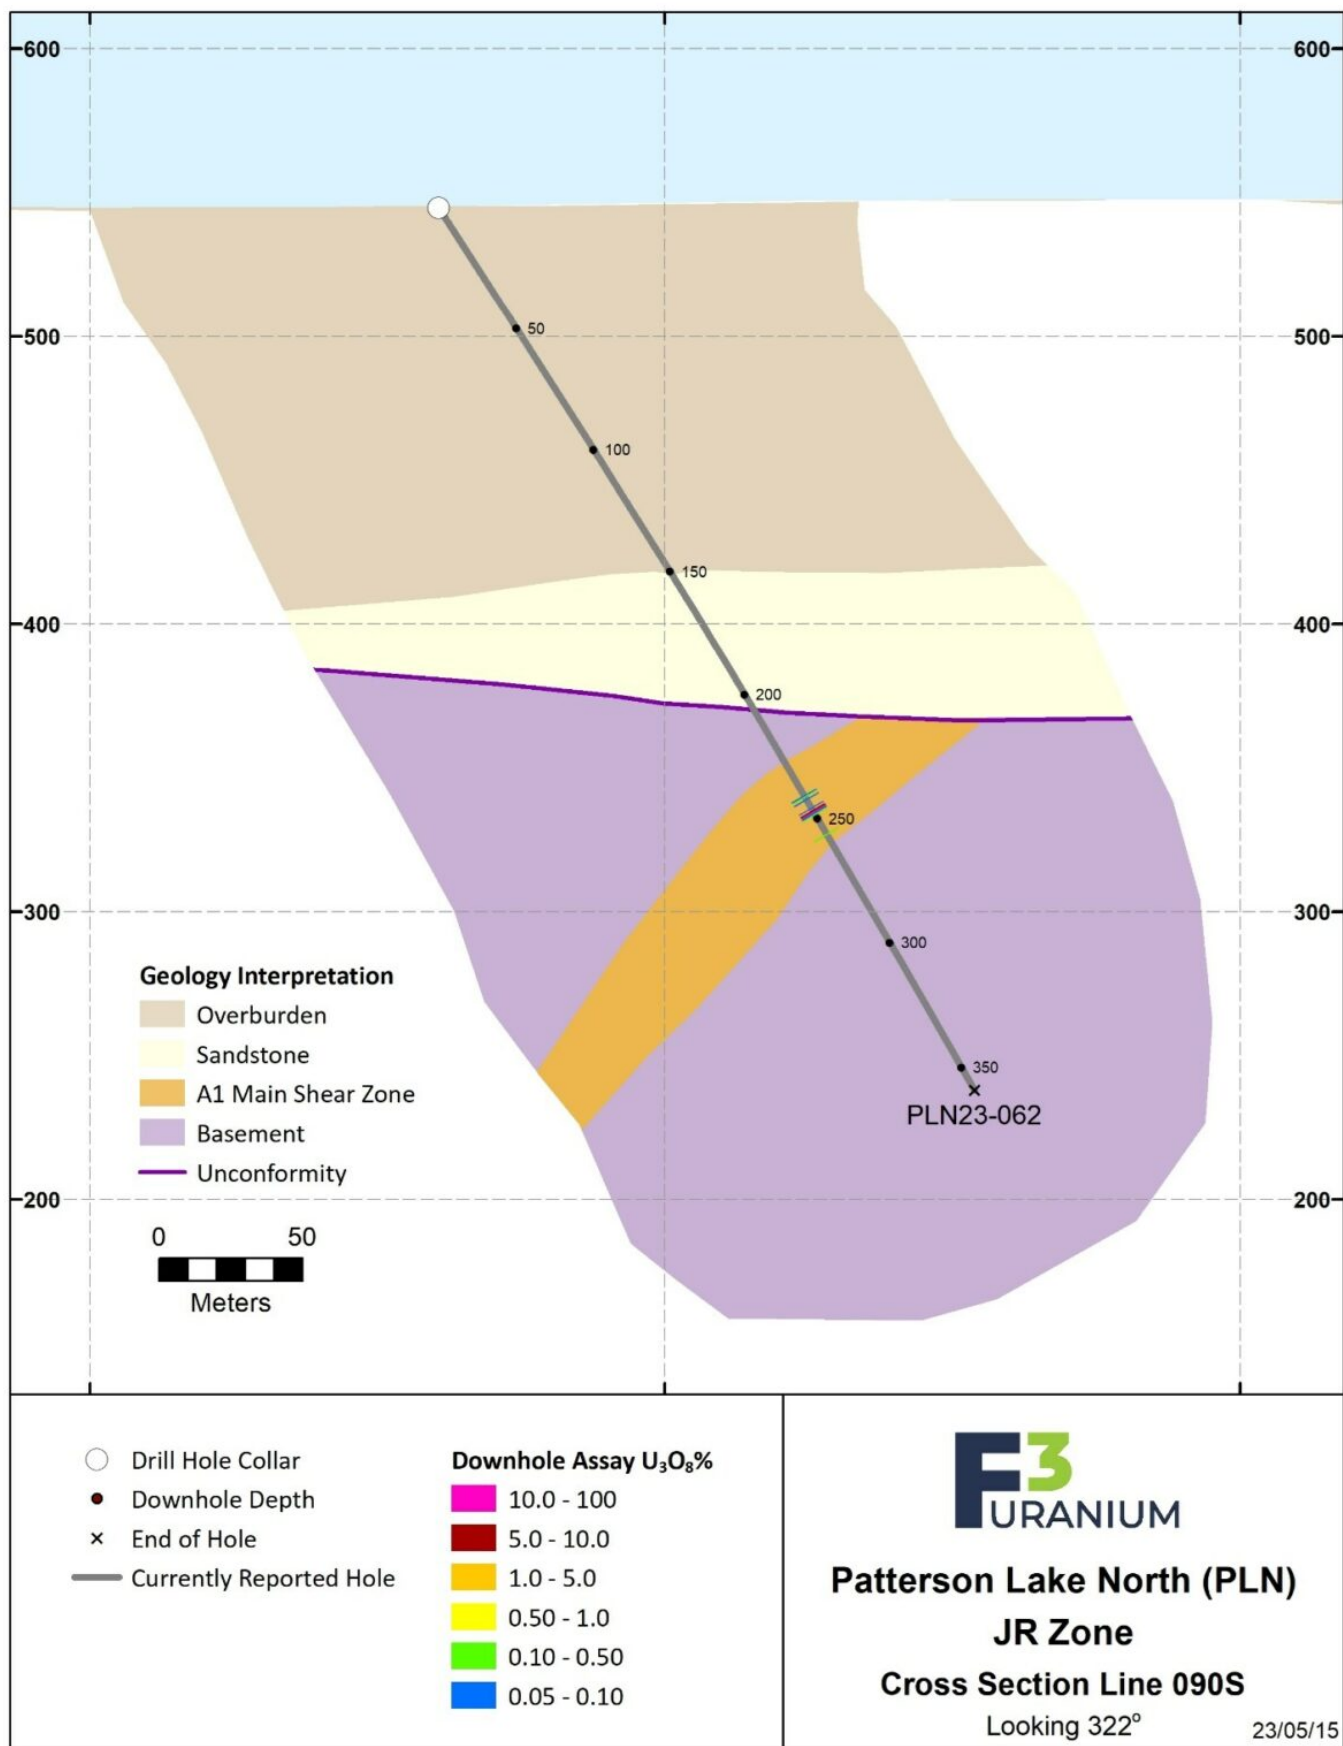 600 600
50
500 500
100
150
400 400
200
250
300 300
300
350
PLN23-062
200 200
Geology Interpretation
Overburden
Sandstone
A1 Main Shear Zone
Basement
Unconformity
0 50
Meters
Drill Hole Collar
Downhole Depth
End of Hole
Currently Reported Hole
Downhole Assay U₃O₈%
10.0 - 100
5.0 - 10.0
1.0 - 5.0
0.50 - 1.0
0.10 - 0.50
0.05 - 0.10
F3
URANIUM
Patterson Lake North (PLN)
JR Zone
Cross Section Line 090S
Looking 322°
23/05/15